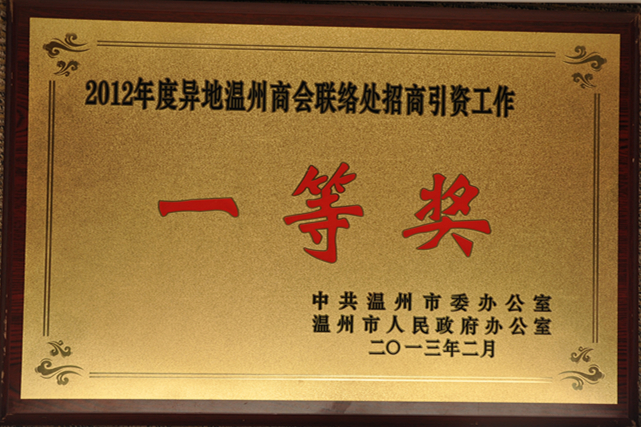 2012年度异地温州商会联络处招商引资工作
一等奖
中共温州市委办公室
温州市人民政府办公室
二〇一三年二月